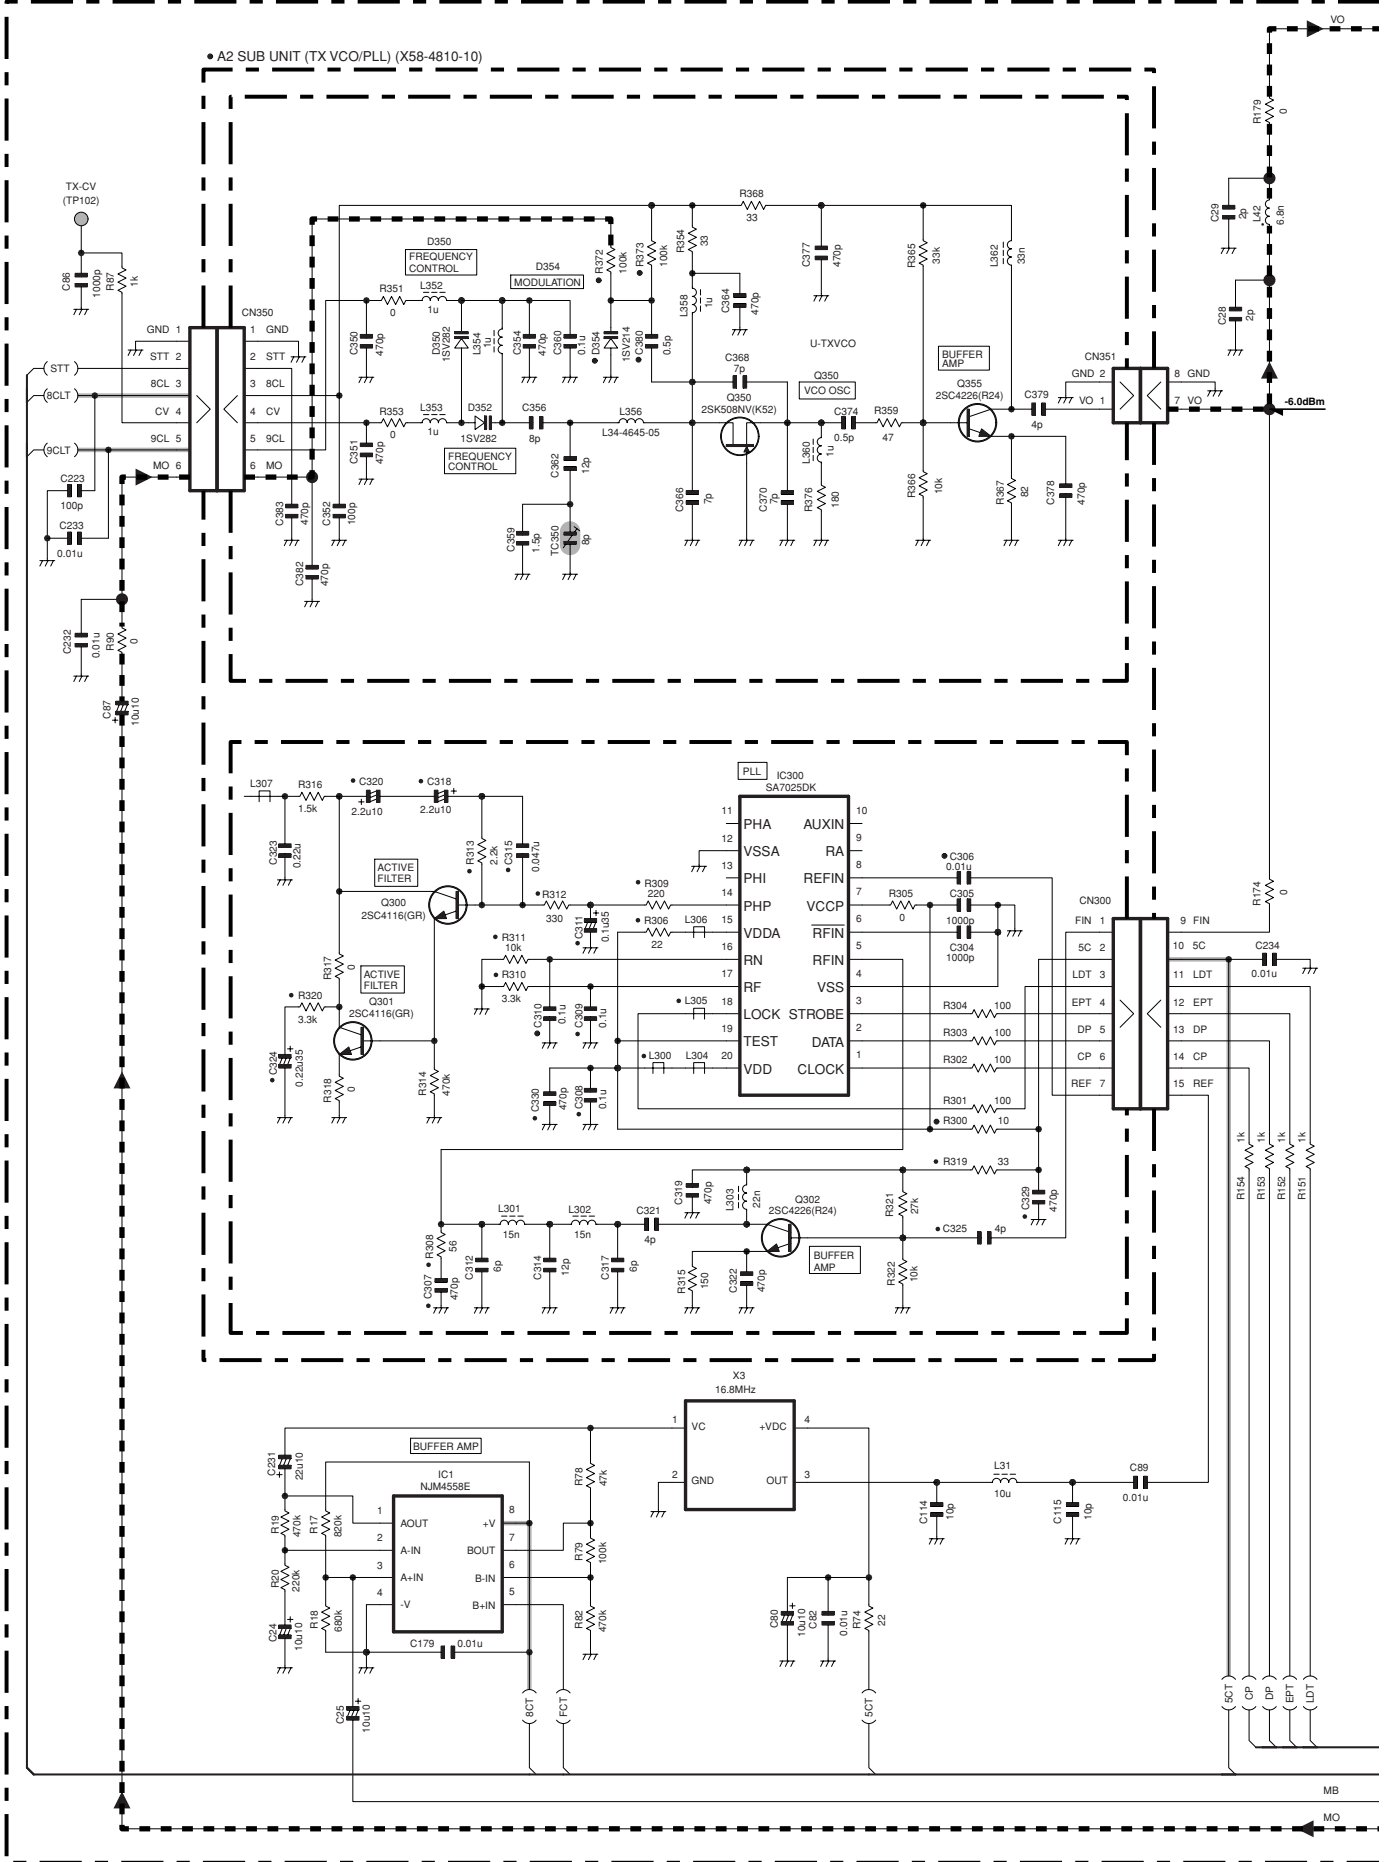 VO
• A2 SUB UNIT (TX VCO/PLL) (X58-4810-10)
R179 0
TX-CV
(TP102)
C86 1000p
R87 1k
C29 2p
L42 6.8n
C28 2p
R368
33
R372 100k
R373 100k
R354 33
C377 470p
R365 33k
L362 33n
D350
FREQUENCY
CONTROL
D354
MODULATION
R351
0
L352
1u
L358 1u
C364 470p
CN350
GND 1
STT 2
8CL 3
CV 4
9CL 5
MO 6
1 GND
2 STT
3 8CL
4 CV
5 9CL
6 MO
STT
8CLT
9CLT
C350 470p
D350 1SV282
L354 1u
C354 470p
C360 0.1u
D354 1SV214
C380 0.5p
U-TXVCO
C368
7p
Q350
2SK508NV(K52)
Q350
VCO OSC
BUFFER
AMP
Q355
2SC4226(R24)
C379
4p
CN351
GND 2
VO 1
8 GND
7 VO
-6.0dBm
R353
0
L353
1u
D352
1SV282
FREQUENCY
CONTROL
C356
8p
L356
L34-4645-05
C374
0.5p
R359
47
C351 470p
C362 12p
L360 1u
C223
100p
C233
0.01u
C383 470p
C352 100p
C382 470p
C359 1.5p
TC350 8p
C366 7p
C370 7p
R376 180
R366 10k
R367 82
C378 470p
C232 0.01u
R90 0
C87 10u10
L307
R316
1.5k
C320
2.2u10
C318
2.2u10
PLL
IC300
SA7025DK
C323 0.22u
R313 2.2k
C315 0.047u
ACTIVE
FILTER
Q300
2SC4116(GR)
R312
330
C311 0.1u35
R309
220
R306
22
L306
R311
10k
R310
3.3k
R317 0
ACTIVE
FILTER
Q301
2SC4116(GR)
R320
3.3k
C324 0.22u35
R318 0
R314 470k
C310 0.1u
C309 0.1u
L305
L300
L304
C330 470p
C308 0.1u
11 PHA
12 VSSA
13 PHI
14 PHP
15 VDDA
16 RN
17 RF
18 LOCK
19 TEST
20 VDD
AUXIN 10
RA 9
REFIN 8
VCCP 7
RFIN 6
RFIN 5
VSS 4
STROBE 3
DATA 2
CLOCK 1
C306
0.01u
R305
0
C305
1000p
C304
1000p
R304 100
R303 100
R302 100
R301 100
R300 10
R319 33
CN300
FIN 1
5C 2
LDT 3
EPT 4
DP 5
CP 6
REF 7
9 FIN
10 5C
11 LDT
12 EPT
13 DP
14 CP
15 REF
R174 0
C234
0.01u
R154 1k
R153 1k
R152 1k
R151 1k
R308 56
C307 470p
C312 6p
L301
15n
C314 12p
L302
15n
C317 6p
C321
4p
C319 470p
L303 22n
Q302
2SC4226(R24)
BUFFER
AMP
R315 150
C322 470p
R321 27k
R322 10k
C325 4p
C329 470p
X3
16.8MHz
1 VC
2 GND
+VDC 4
OUT 3
C231 22u10
BUFFER AMP
IC1
NJM4558E
R19 470k
R17 820k
R20 220k
R18 680k
C24 10u10
1 AOUT
2 A-IN
3 A+IN
4 -V
+V 8
BOUT 7
B-IN 6
B+IN 5
R78 47k
R79 100k
R82 470k
C179 0.01u
C25 10u10
8CT
FCT
C114 10p
L31
10u
C115 10p
C89
0.01u
C80 10u10
C82 0.01u
R74 22
5CT
5CT
CP
DP
EPT
LDT
MB
MO